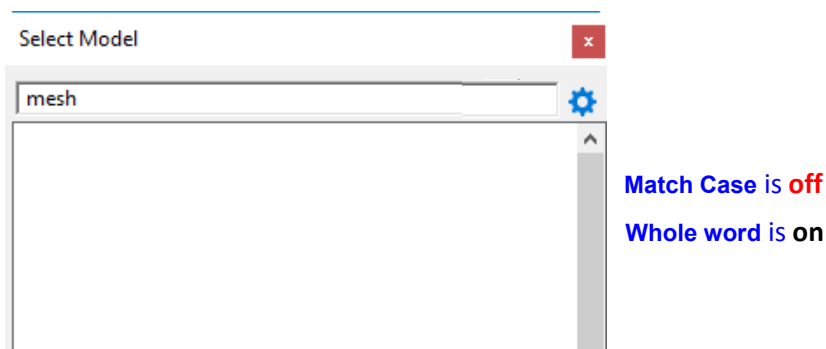 Select Model
x
mesh
Match Case is off
Whole word is on